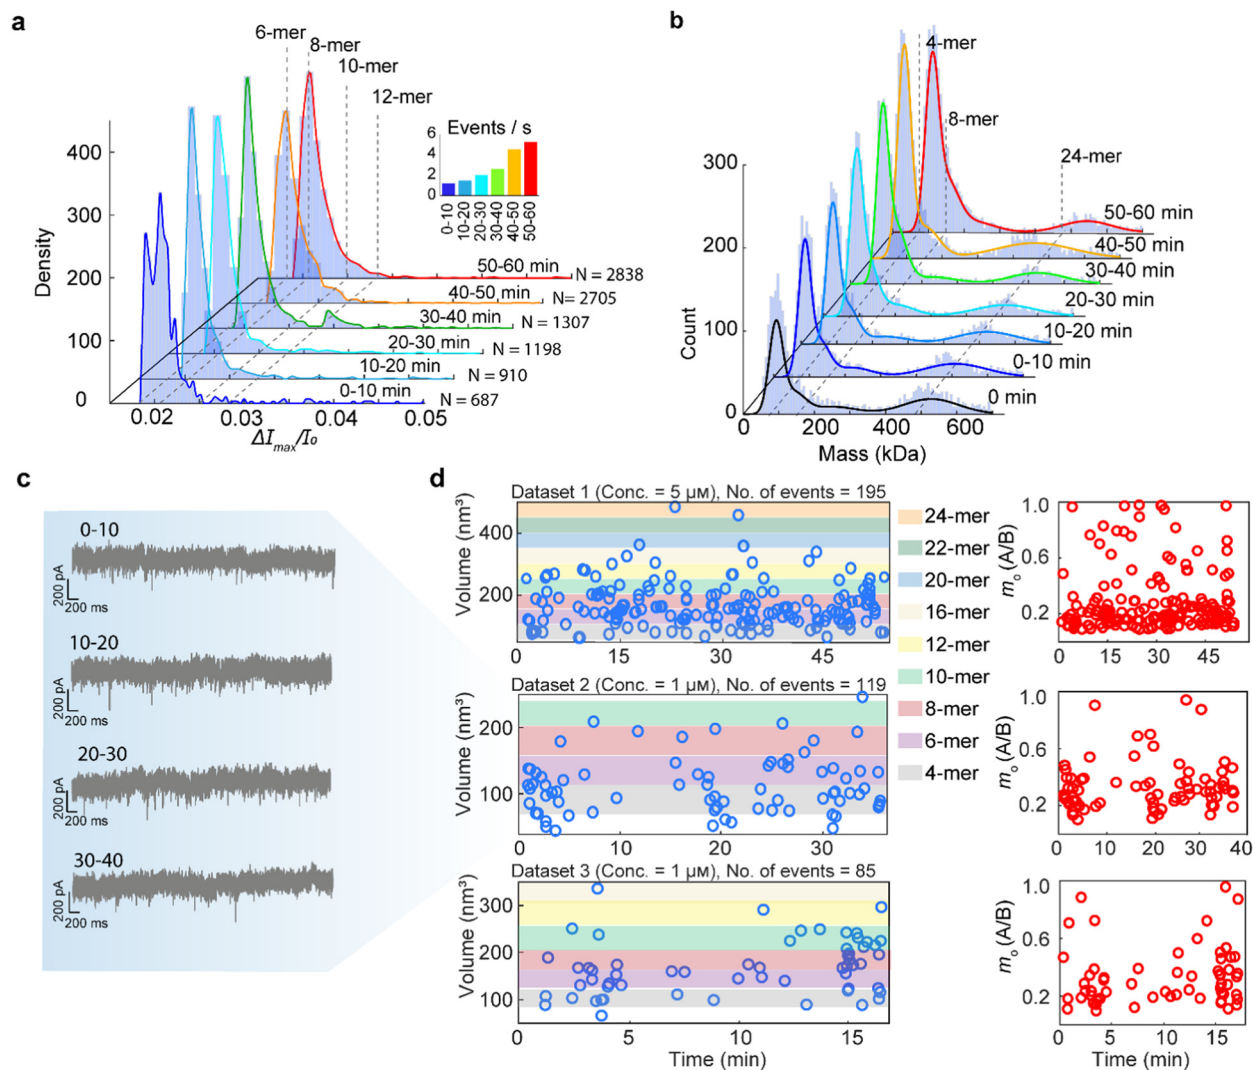 a
6-mer
8-mer
10-mer
12-mer
Density
400
300
200
100
0
Events / s
6
4
2
0
0-10
10-20
20-30
30-40
40-50
50-60
50-60 min
N = 2838
40-50 min
N= 2705
30-40 min
N = 1307
20-30 min
N = 1198
10-20 min
N = 910
0-10 min
N = 687
0.02
0.03
0.04
0.05
ΔImax/Io
b
4-mer
8-mer
24-mer
Count
300
200
100
0
50-60 min
40-50 min
30-40 min
20-30 min
10-20 min
0-10 min
0 min
0
200
400
600
Mass (kDa)
c
0-10
200 pA
200 ms
10-20
200 pA
200 ms
20-30
200 pA
200 ms
30-40
200 pA
200 ms
d
Dataset 1 (Conc. = 5 µM), No. of events = 195
Volume (nm³)
400
200
0
15
30
45
Dataset 2 (Conc. = 1 µM), No. of events = 119
Volume (nm³)
200
100
0
10
20
30
Dataset 3 (Conc. = 1 µM), No. of events = 85
Volume (nm³)
300
200
100
0
5
10
15
Time (min)
24-mer
22-mer
20-mer
16-mer
12-mer
10-mer
8-mer
6-mer
4-mer
mo (A/B)
1.0
0.6
0.2
0
15
30
45
mo (A/B)
1.0
0.6
0.2
0
10
20
30
40
mo (A/B)
1.0
0.6
0.2
0
5
10
15
Time (min)